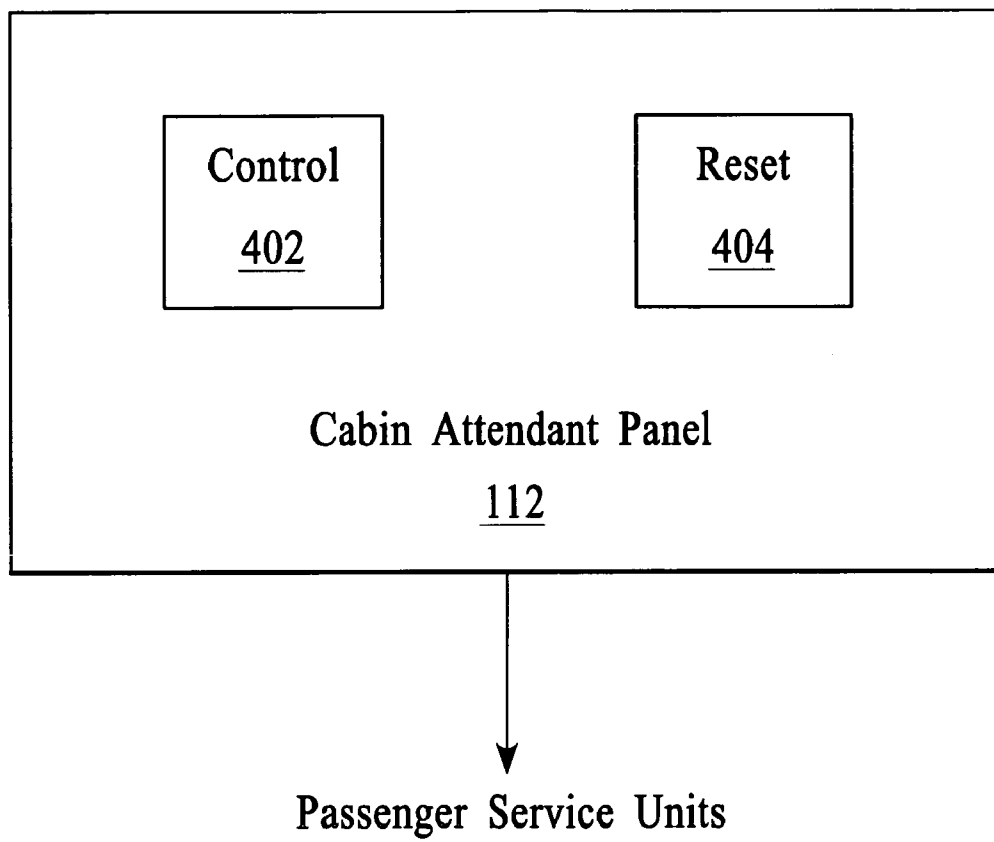 Control
402
Reset
404
Cabin Attendant Panel
112
Passenger Service Units